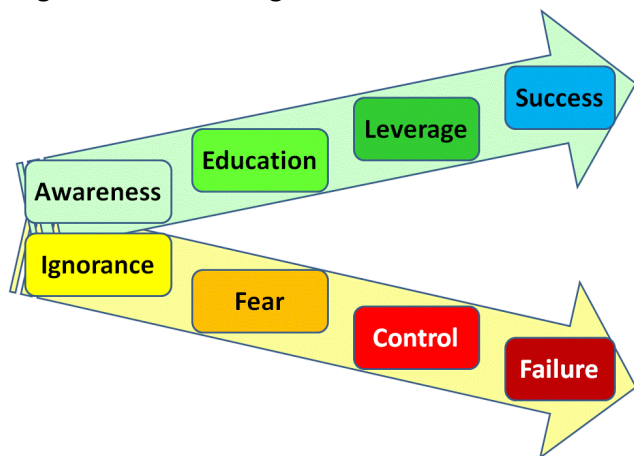 Awareness
Education
Leverage
Success
Ignorance
Fear
Control
Failure